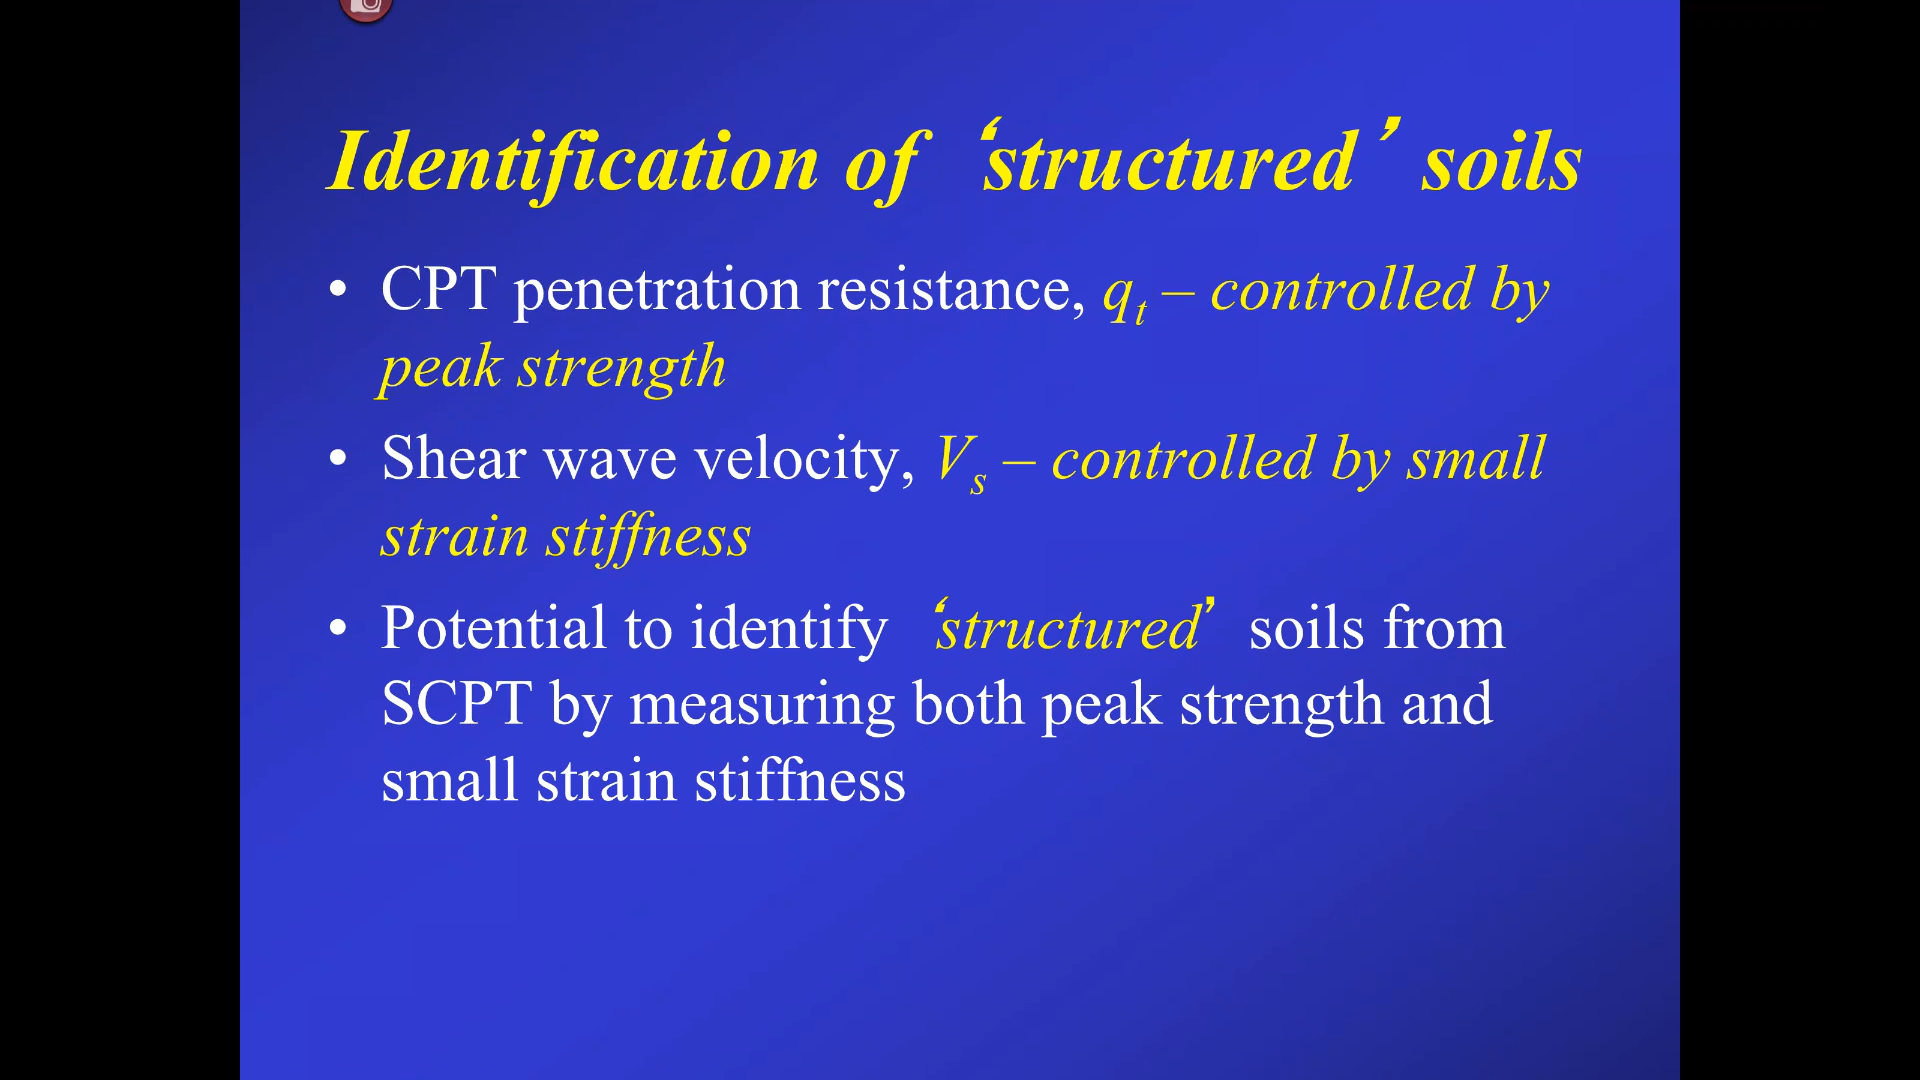 Identification of ‘structured’ soils
• CPT penetration resistance, qt – controlled by
peak strength
• Shear wave velocity, Vs – controlled by small
strain stiffness
• Potential to identify ‘structured’ soils from
SCPT by measuring both peak strength and
small strain stiffness